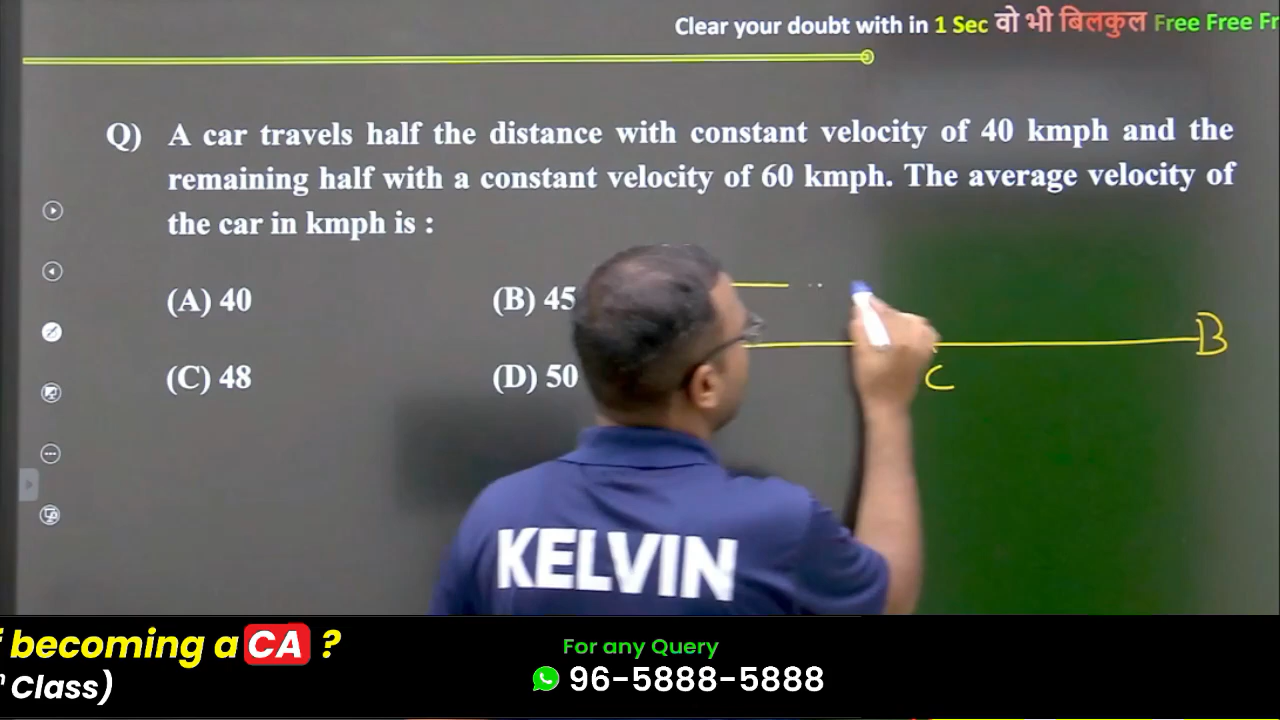 Clear your doubt with in 1 Sec वो भी बिलकुल Free Free Fr
Q) A car travels half the distance with constant velocity of 40 kmph and the
remaining half with a constant velocity of 60 kmph. The average velocity of
the car in kmph is :
(A) 40 (B) 45
(C) 48 (D) 50
B
C
KELVIN
f becoming a CA ?
Class)
For any Query
96-5888-5888